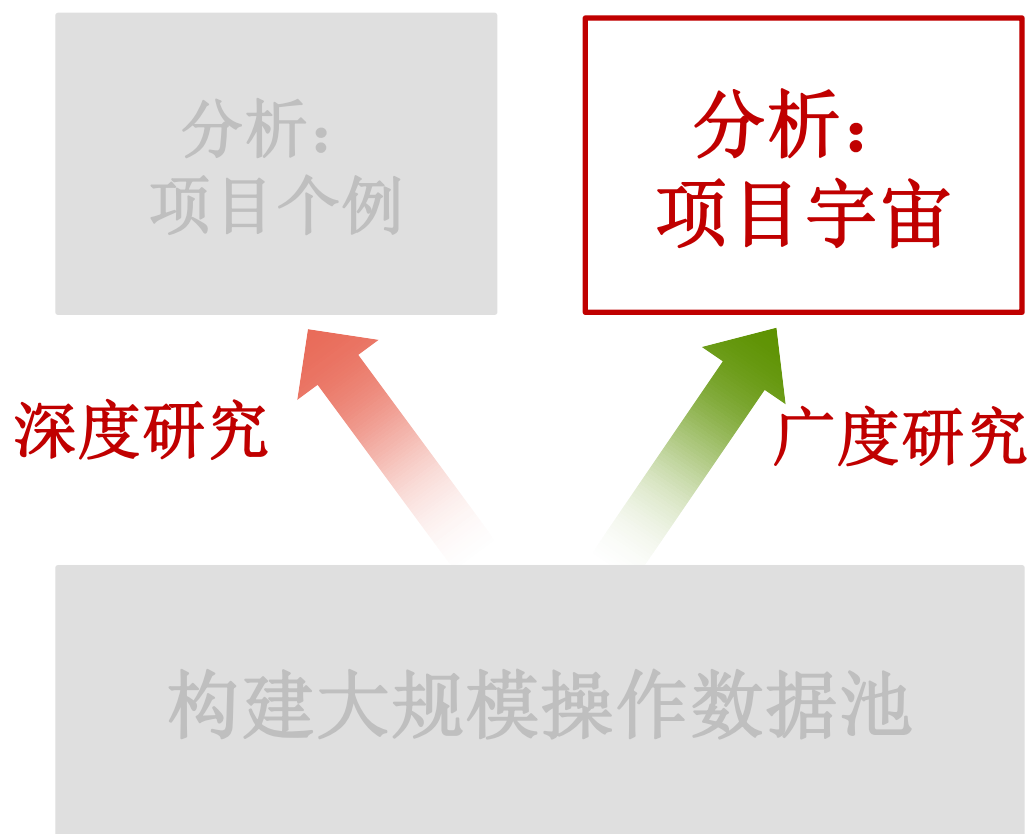 分析：
项目个例
分析：
项目宇宙
深度研究
广度研究
构建大规模操作数据池